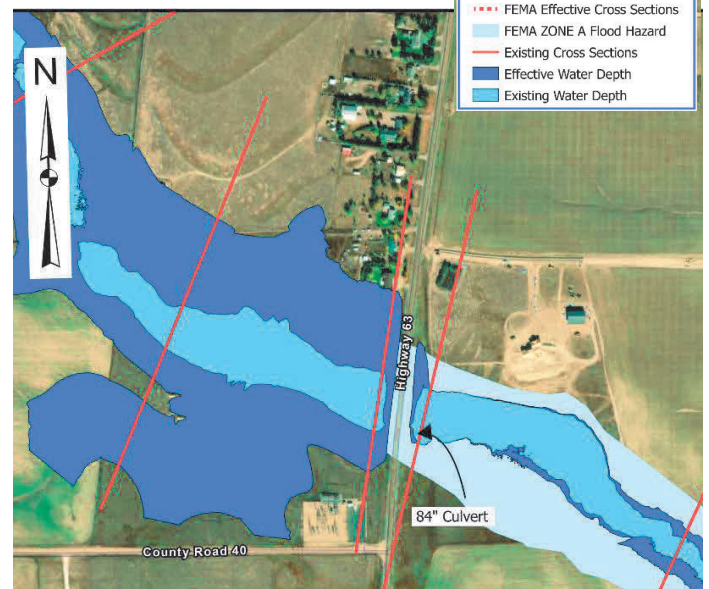 FEMA Effective Cross Sections
FEMA ZONE A Flood Hazard
Existing Cross Sections
Effective Water Depth
Existing Water Depth
N
Highway 63
84" Culvert
County Road 40